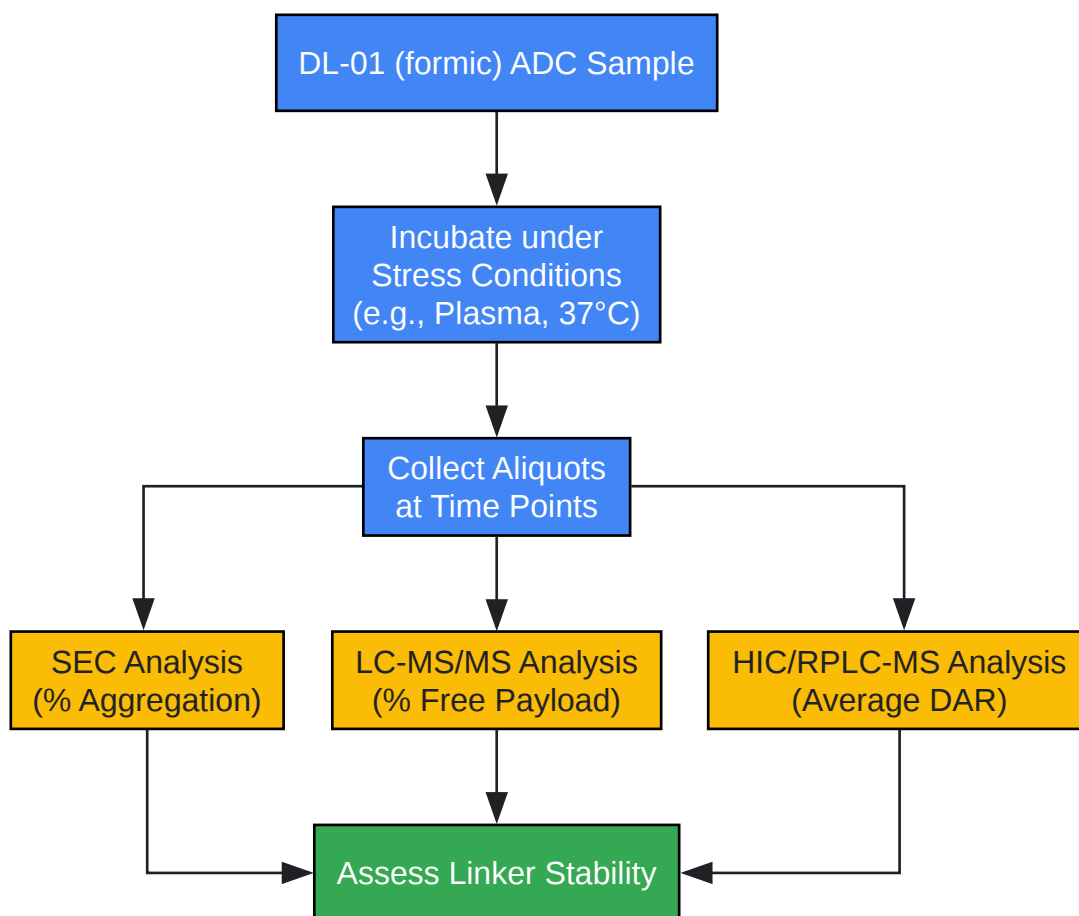 DL-01 (formic) ADC Sample
Incubate under
Stress Conditions
(e.g., Plasma, 37°C)
Collect Aliquots
at Time Points
SEC Analysis
(% Aggregation)
LC-MS/MS Analysis
(% Free Payload)
HIC/RPLC-MS Analysis
(Average DAR)
Assess Linker Stability